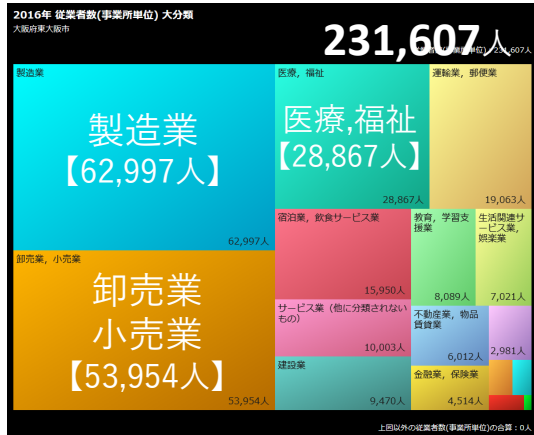 2016年 従業者数(事業所単位) 大分類
大阪府東大阪市
231,607人
231,607人
製造業
製造業
【62,997人】
62,997人
卸売業, 小売業
卸売業
小売業
【53,954人】
53,954人
医療, 福祉
医療,福祉
【28,867人】
28,867人
運輸業, 郵便業
19,063人
宿泊業, 飲食サービス業
15,950人
サービス業（他に分類されない
もの）
10,003人
建設業
9,470人
教育, 学習支
援業
8,089人
生活関連サ
ービス業,
娯楽業
7,021人
不動産業, 物品
賃貸業
6,012人
2,981人
金融業, 保険業
4,514人
上図以外の従業者数(事業所単位)の合算：0人